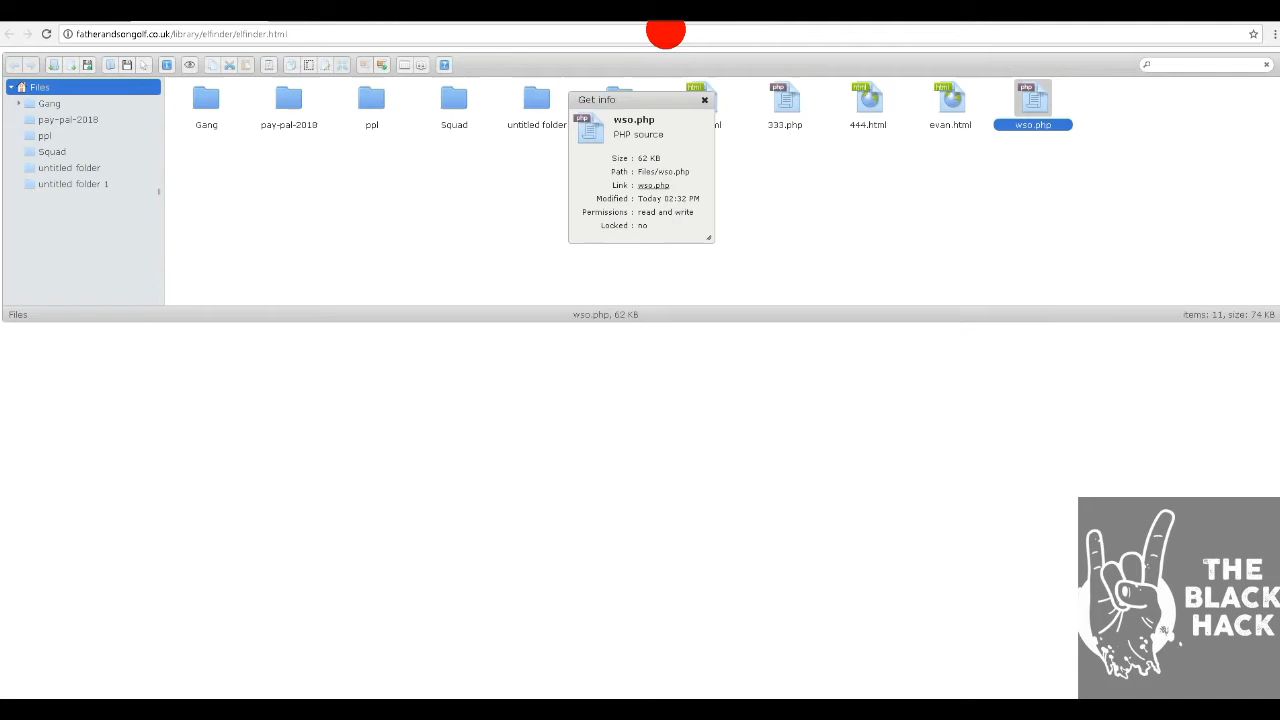 fatherandsongolf.co.uk/library/elfinder/elfinder.html
Files
Gang
pay-pal-2018
ppl
Squad
untitled folder
untitled folder 1
Gang
pay-pal-2018
ppl
Squad
untitled folder
333.php
444.html
evan.html
wso.php
Get info
wso.php
PHP source
Size : 62 KB
Path : Files/wso.php
Link : wso.php
Modified : Today 02:32 PM
Permissions : read and write
Locked : no
Files
wso.php, 62 KB
items: 11, size: 74 KB
THE
BLACK
HACK